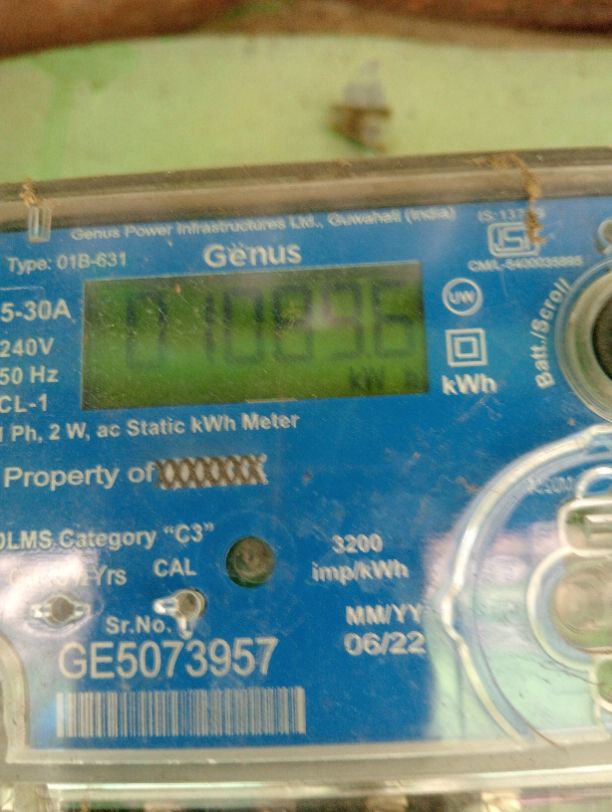 Genus Power Infrastructures Ltd., Guwahati (India)
Type: 01B-631
Genus
5-30A
240V
50 Hz
CL-1
UW
kWh
Batt./Scroll
1 Ph, 2 W, ac Static kWh Meter
Property of
DLMS Category "C3"
Yrs
CAL
3200
imp/kWh
MM/YY
06/22
Sr.No.
GE5073957